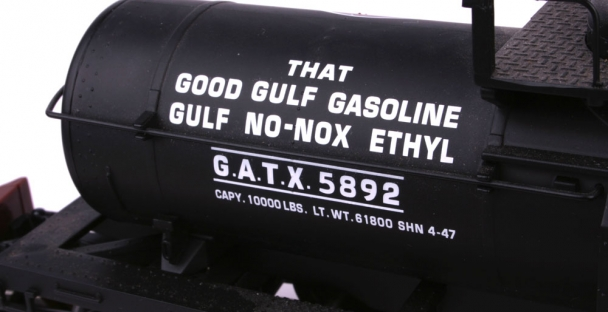 THAT
GOOD GULF GASOLINE
GULF NO-NOX ETHYL
G.A.T.X. 5892
CAPY. 10000 LBS. LT. WT. 61800 SHN 4-47